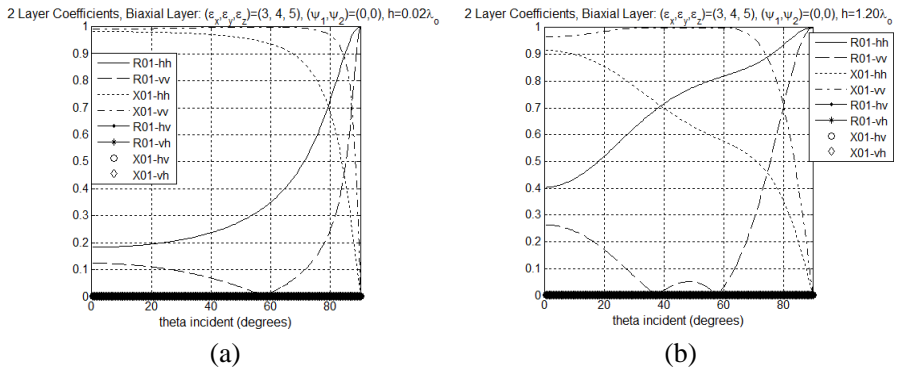 2 Layer Coefficients, Biaxial Layer: (εx,εy,εz)=(3, 4, 5), (ψ1,ψ2)=(0,0), h=0.02λo
1
0.9
0.8
0.7
0.6
0.5
0.4
0.3
0.2
0.1
0
R01-hh
R01-vv
X01-hh
X01-vv
R01-hv
R01-vh
X01-hv
X01-vh
0 20 40 60 80
theta incident (degrees)
(a)
2 Layer Coefficients, Biaxial Layer: (εx,εy,εz)=(3, 4, 5), (ψ1,ψ2)=(0,0), h=1.20λo
1
0.9
0.8
0.7
0.6
0.5
0.4
0.3
0.2
0.1
0
R01-hh
R01-vv
X01-hh
X01-vv
R01-hv
R01-vh
X01-hv
X01-vh
0 20 40 60 80
theta incident (degrees)
(b)